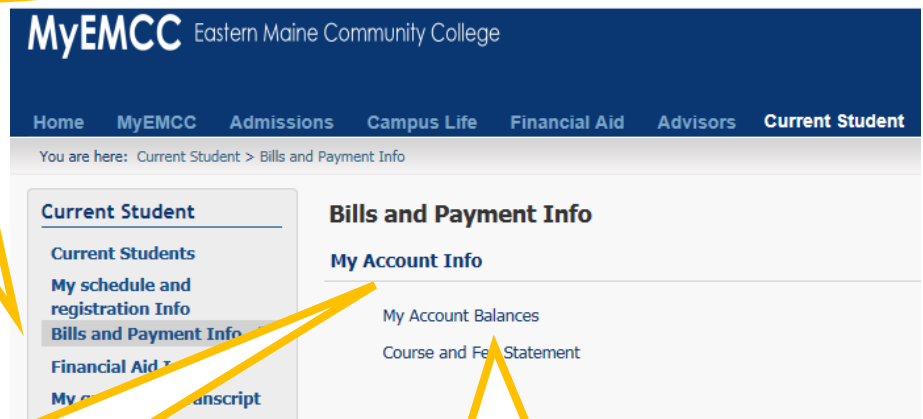 MyEMCC Eastern Maine Community College
Home MyEMCC Admissions Campus Life Financial Aid Advisors Current Student
You are here: Current Student > Bills and Payment Info
Current Student
Current Students
My schedule and
registration Info
Bills and Payment Info
Financial Aid
My
Bills and Payment Info
My Account Info
My Account Balances
Course and Fee Statement